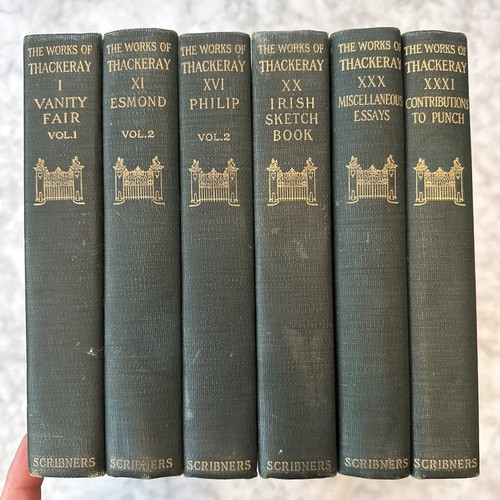 THE WORKS OF
THACKERAY
I
VANITY
FAIR
VOL.1
SCRIBNERS
THE WORKS OF
THACKERAY
XI
ESMOND
VOL.2
SCRIBNERS
THE WORKS OF
THACKERAY
XVI
PHILIP
VOL.2
SCRIBNERS
THE WORKS OF
THACKERAY
XX
IRISH
SKETCH
BOOK
SCRIBNERS
THE WORKS OF
THACKERAY
XXX
MISCELLANEOUS
ESSAYS
SCRIBNERS
THE WORKS OF
THACKERAY
XXXI
CONTRIBUTIONS
TO PUNCH
SCRIBNERS